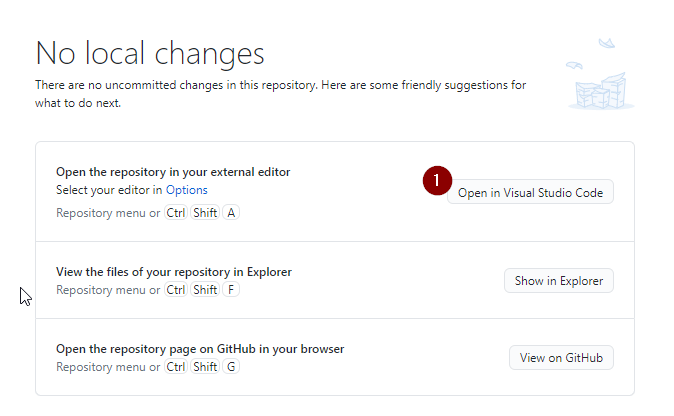 No local changes
There are no uncommitted changes in this repository. Here are some friendly suggestions for
what to do next.
Open the repository in your external editor
Select your editor in Options
Repository menu or Ctrl Shift A
1
Open in Visual Studio Code
View the files of your repository in Explorer
Repository menu or Ctrl Shift F
Show in Explorer
Open the repository page on GitHub in your browser
Repository menu or Ctrl Shift G
View on GitHub